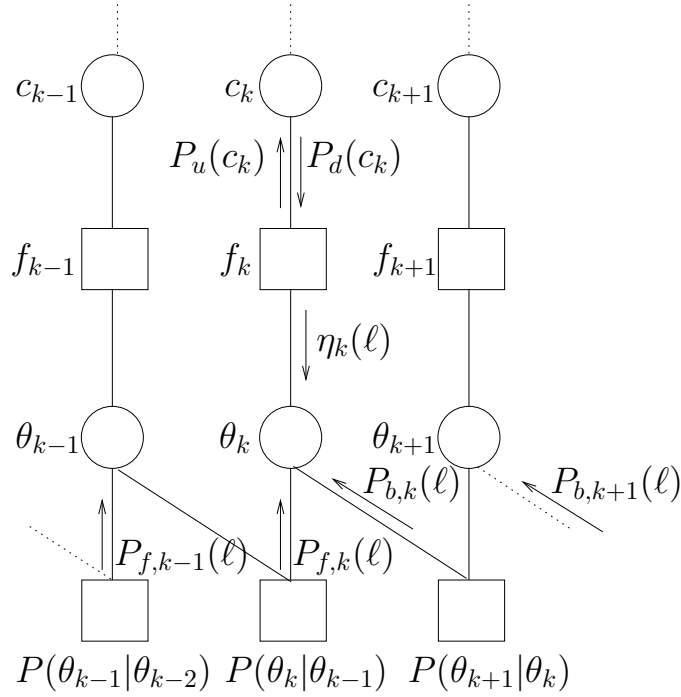 c_{k-1} c_k c_{k+1}
P_u(c_k) P_d(c_k)
f_{k-1} f_k f_{k+1}
η_k(ℓ)
θ_{k-1} θ_k θ_{k+1}
P_{b,k}(ℓ) P_{b,k+1}(ℓ)
P_{f,k-1}(ℓ) P_{f,k}(ℓ)
P(θ_{k-1}|θ_{k-2}) P(θ_k|θ_{k-1}) P(θ_{k+1}|θ_k)